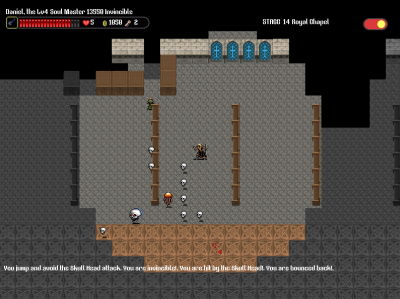 Daniel, the Lv4 Soul Master 13550 Invincible
5 1050 2
STAGO 14 Royal Chapel
You jump and avoid the Skull Head attack. You are invincible!. You are hit by the Skull Head!. You are bounced back!.